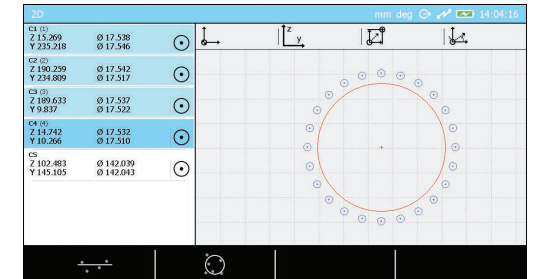 2D
mm deg 14:04:16
C1 (1)
Z 15.269 Ø 17.538
Y 235.218 Ø 17.546
C2 (2)
Z 190.259 Ø 17.542
Y 234.809 Ø 17.517
C3 (3)
Z 189.633 Ø 17.537
Y 9.837 Ø 17.522
C4 (4)
Z 14.742 Ø 17.532
Y 10.266 Ø 17.510
C5
Z 102.483 Ø 142.039
Y 145.105 Ø 142.043
z
y